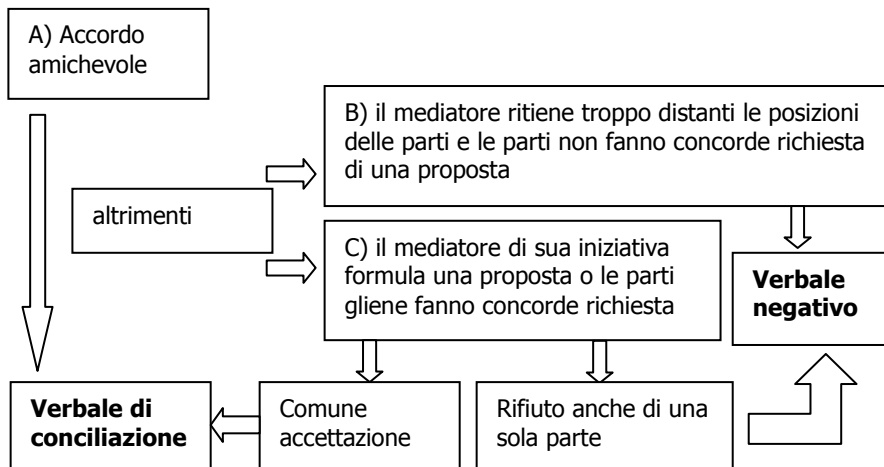 A) Accordo
amichevole
B) il mediatore ritiene troppo distanti le posizioni
delle parti e le parti non fanno concorde richiesta
di una proposta
altrimenti
C) il mediatore di sua iniziativa
formula una proposta o le parti
gliene fanno concorde richiesta
Verbale
negativo
Verbale di
conciliazione
Comune
accettazione
Rifiuto anche di una
sola parte